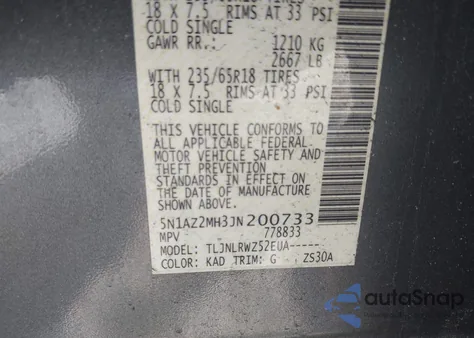 18 X 7.5 RIMS AT 33 PSI
COLD SINGLE
GAWR RR.: 1210 KG
2667 LB
WITH 235/65R18 TIRES
18 X 7.5 RIMS AT 33 PSI
COLD SINGLE
THIS VEHICLE CONFORMS TO
ALL APPLICABLE FEDERAL
MOTOR VEHICLE SAFETY AND
THEFT PREVENTION
STANDARDS IN EFFECT ON
THE DATE OF MANUFACTURE
SHOWN ABOVE
5N1AZ2MH3JN200733
MPV 778833
MODEL: TLJNLRWZ52EUA-----
COLOR: KAD TRIM: G ZS30A
autoSnap